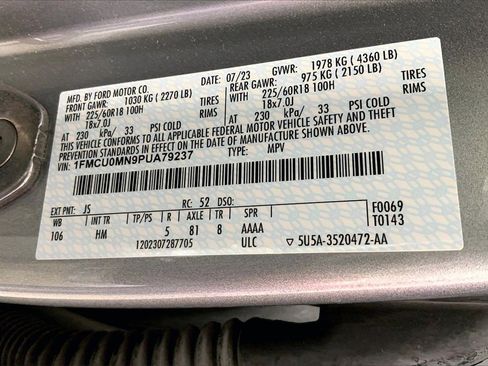 MFD. BY FORD MOTOR CO. 07/23 GVWR: 1978 KG ( 4360 LB)
FRONT GAWR: 1030 KG ( 2270 LB) REAR GAWR: 975 KG ( 2150 LB)
225/60R18 100H TIRES 225/60R18 100H TIRES
18x7.0J RIMS 18x7.0J RIMS
AT 230 kPa/ 33 PSI COLD AT 230 kPa/ 33 PSI COLD
THIS VEHICLE CONFORMS TO ALL APPLICABLE FEDERAL MOTOR VEHICLE SAFETY, BUMPER, AND THEFT
PREVENTION STANDARDS IN EFFECT ON THE DATE OF MANUFACTURE SHOWN ABOVE.
VIN: 1FMCU0MN9PUA79237 TYPE: MPV
EXT PNT: JS RC: 52 DSO: F0069
WB INT TR TP/PS R AXLE TR SPR T0143
106 HM 5 81 8 AAAA
1202307287705 ULC 5U5A-3520472-AA